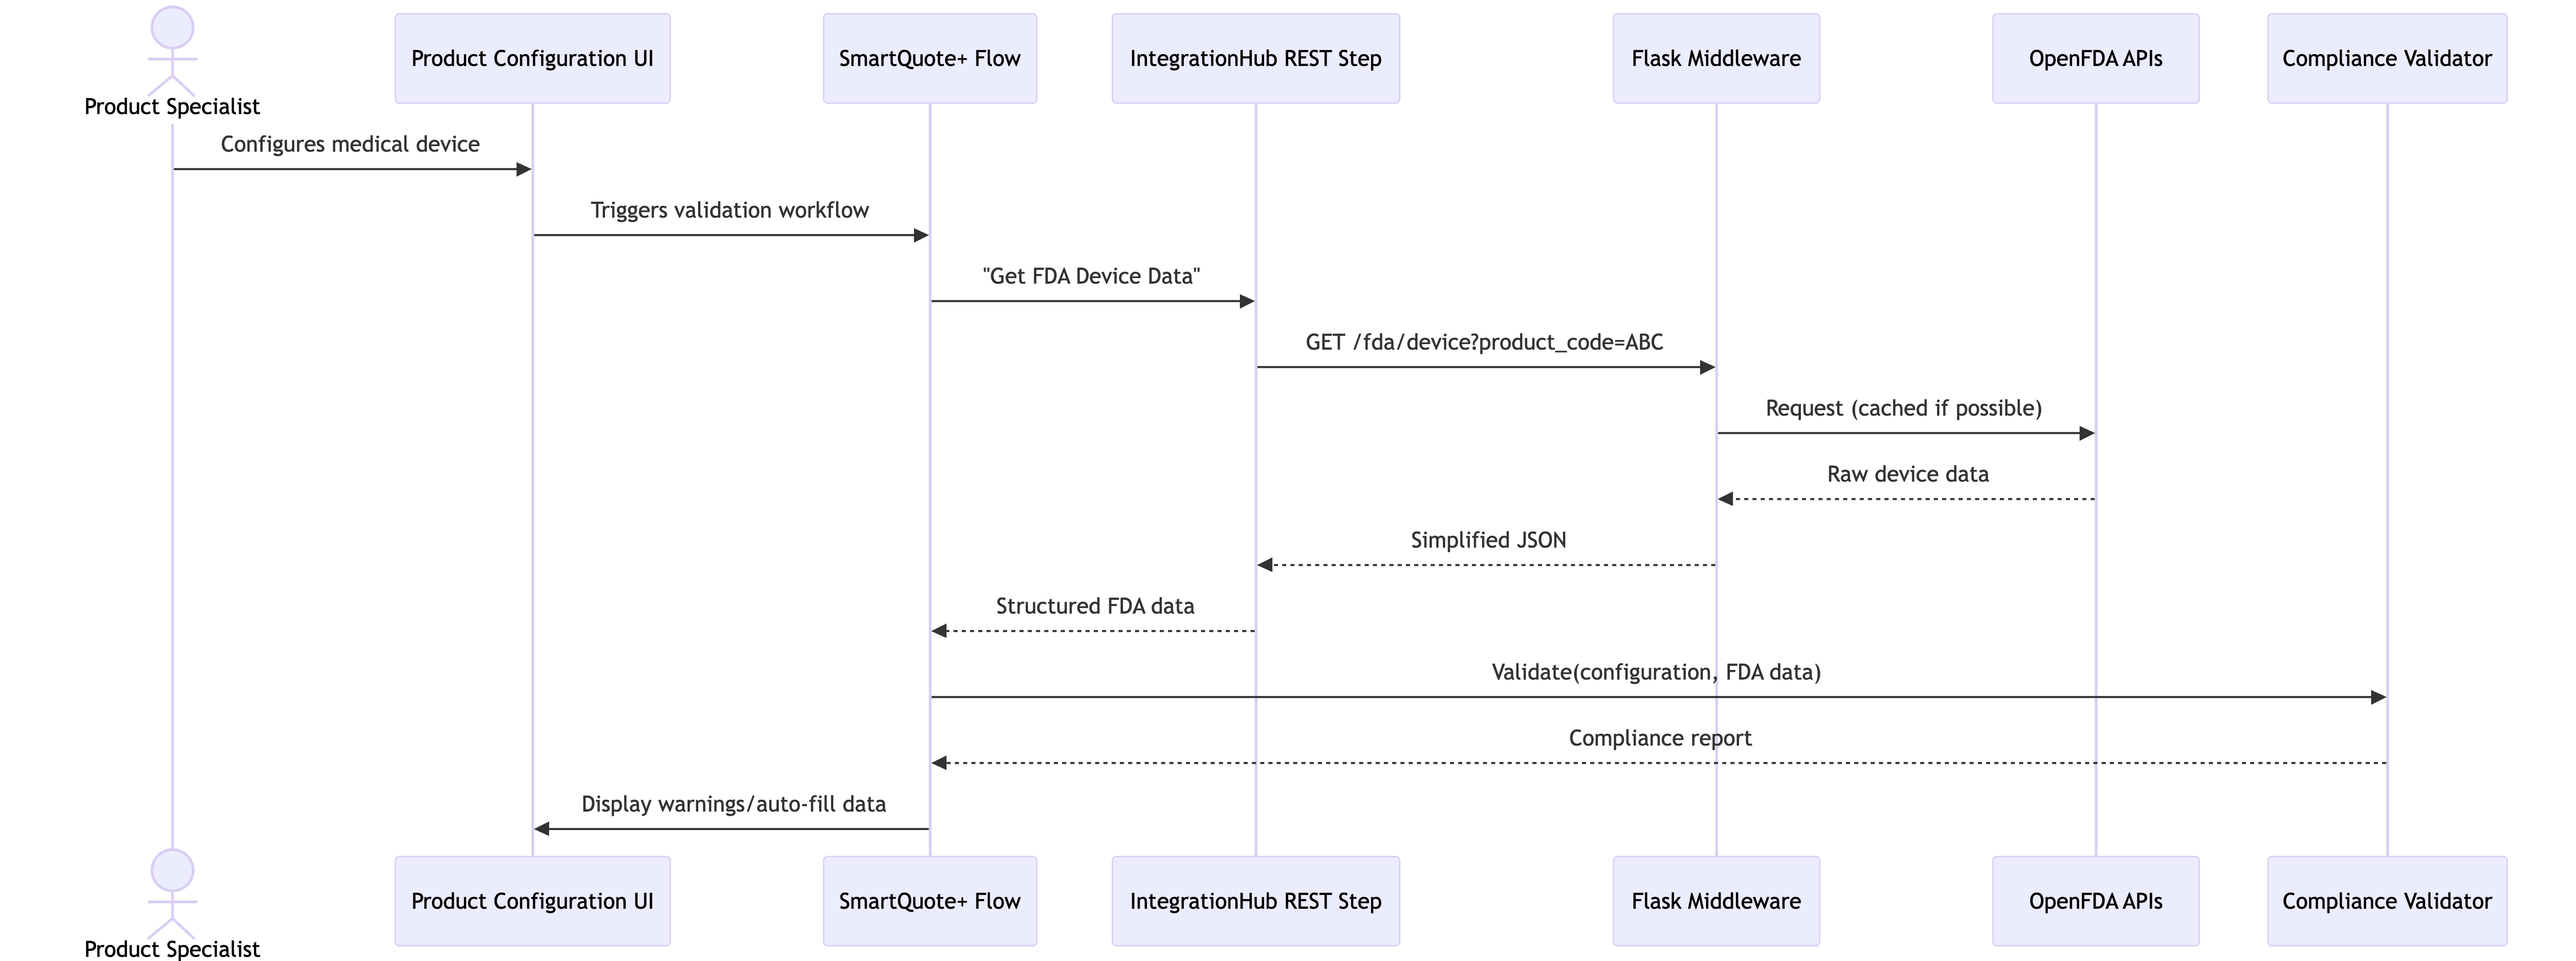 Product Specialist
Product Configuration UI
SmartQuote+ Flow
IntegrationHub REST Step
Flask Middleware
OpenFDA APIs
Compliance Validator
Configures medical device
Triggers validation workflow
"Get FDA Device Data"
GET /fda/device?product_code=ABC
Request (cached if possible)
Raw device data
Simplified JSON
Structured FDA data
Validate(configuration, FDA data)
Compliance report
Display warnings/auto-fill data
Product Specialist
Product Configuration UI
SmartQuote+ Flow
IntegrationHub REST Step
Flask Middleware
OpenFDA APIs
Compliance Validator